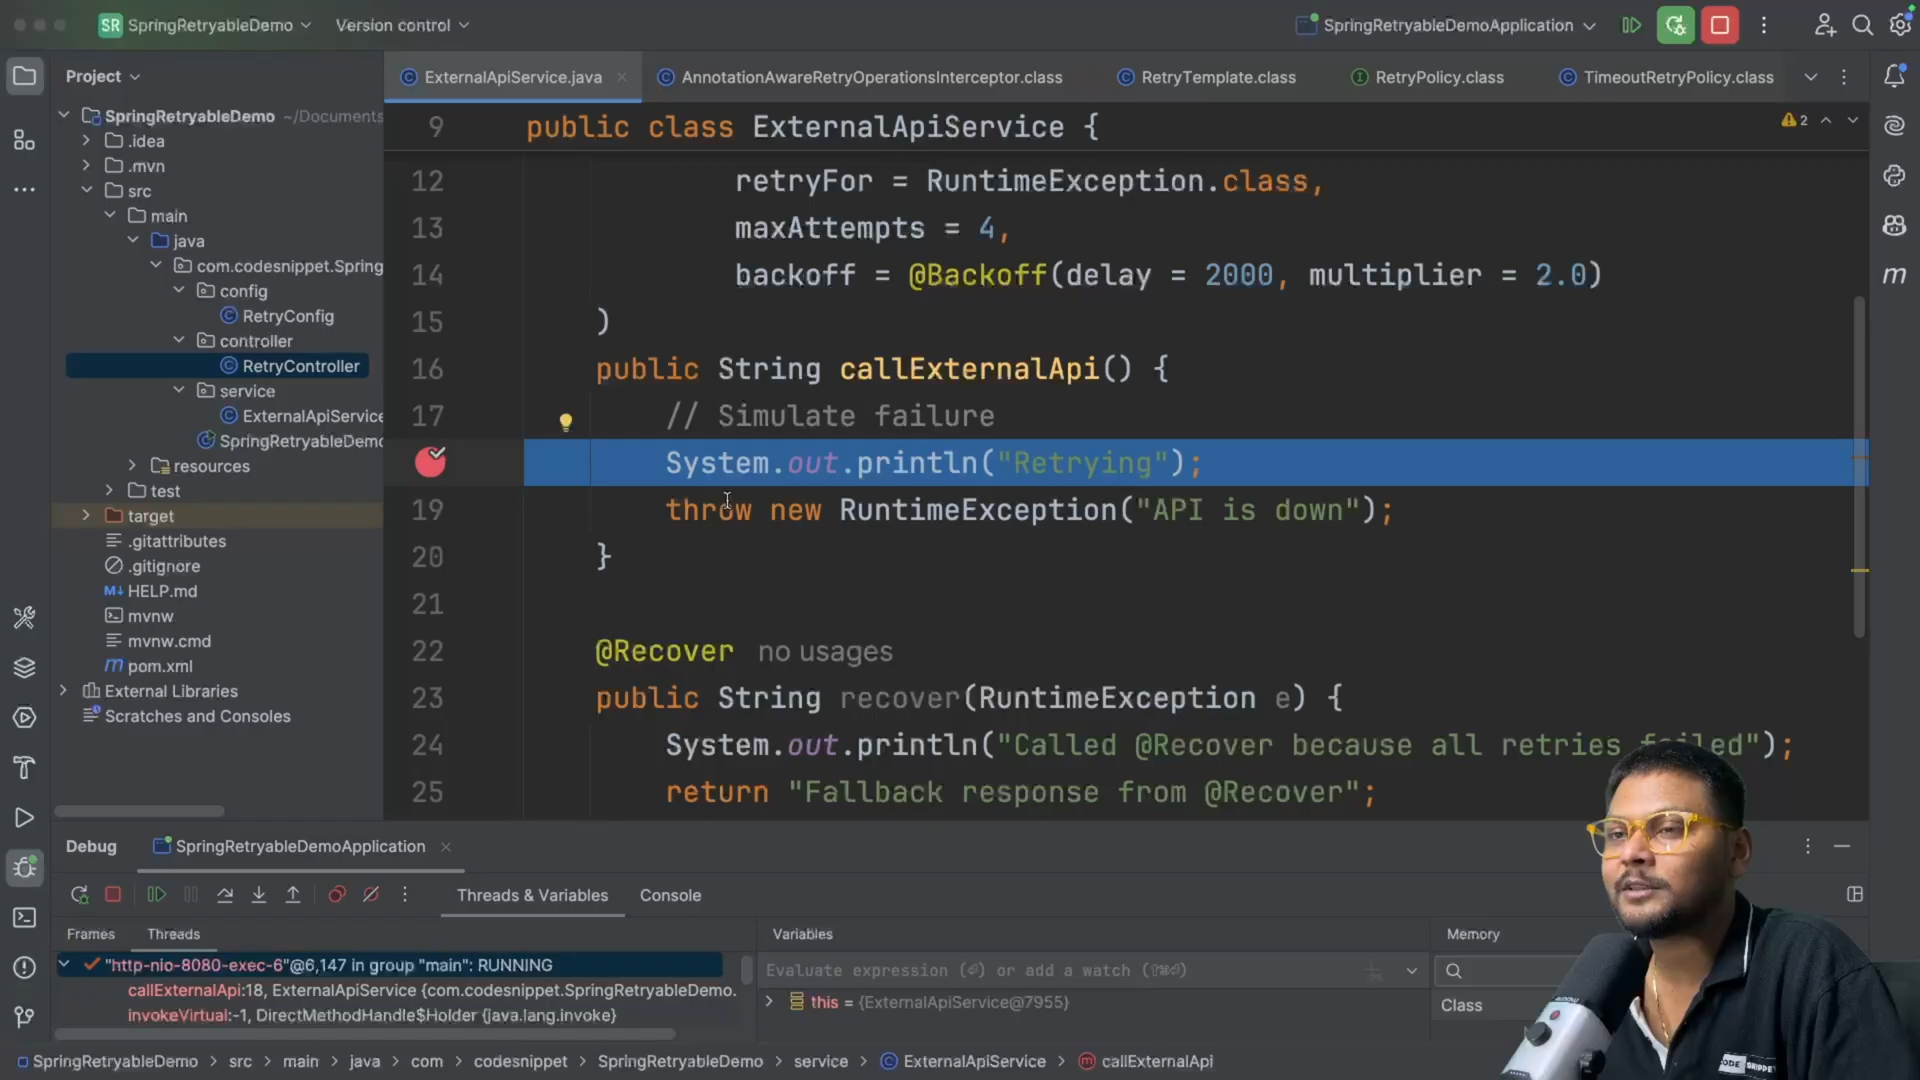 SR SpringRetryableDemo Version control SpringRetryableDemoApplication
Project
ExternalApiService.java AnnotationAwareRetryOperationsInterceptor.class RetryTemplate.class RetryPolicy.class TimeoutRetryPolicy.class
SpringRetryableDemo ~/Documents
.idea
.mvn
src
main
java
com.codesnippet.Spring
config
RetryConfig
controller
RetryController
service
ExternalApiService
SpringRetryableDemo
resources
test
target
.gitattributes
.gitignore
HELP.md
mvnw
mvnw.cmd
pom.xml
External Libraries
Scratches and Consoles
9 public class ExternalApiService {
2
12 retryFor = RuntimeException.class,
13 maxAttempts = 4,
14 backoff = @Backoff(delay = 2000, multiplier = 2.0)
15 )
16 public String callExternalApi() {
17 // Simulate failure
System.out.println("Retrying");
19 throw new RuntimeException("API is down");
20 }
21
22 @Recover no usages
23 public String recover(RuntimeException e) {
24 System.out.println("Called @Recover because all retries failed");
25 return "Fallback response from @Recover";
Debug SpringRetryableDemoApplication
Threads & Variables Console
Frames Threads
"http-nio-8080-exec-6"@6,147 in group "main": RUNNING
callExternalApi:18, ExternalApiService {com.codesnippet.SpringRetryableDemo.
invokeVirtual:-1, DirectMethodHandle$Holder {java.lang.invoke}
Variables
Evaluate expression (⏎) or add a watch (⇧⌘⏎)
this = {ExternalApiService@7955}
Memory
Class
CODE SNIPPET
SpringRetryableDemo > src > main > java > com > codesnippet > SpringRetryableDemo > service > ExternalApiService > callExternalApi